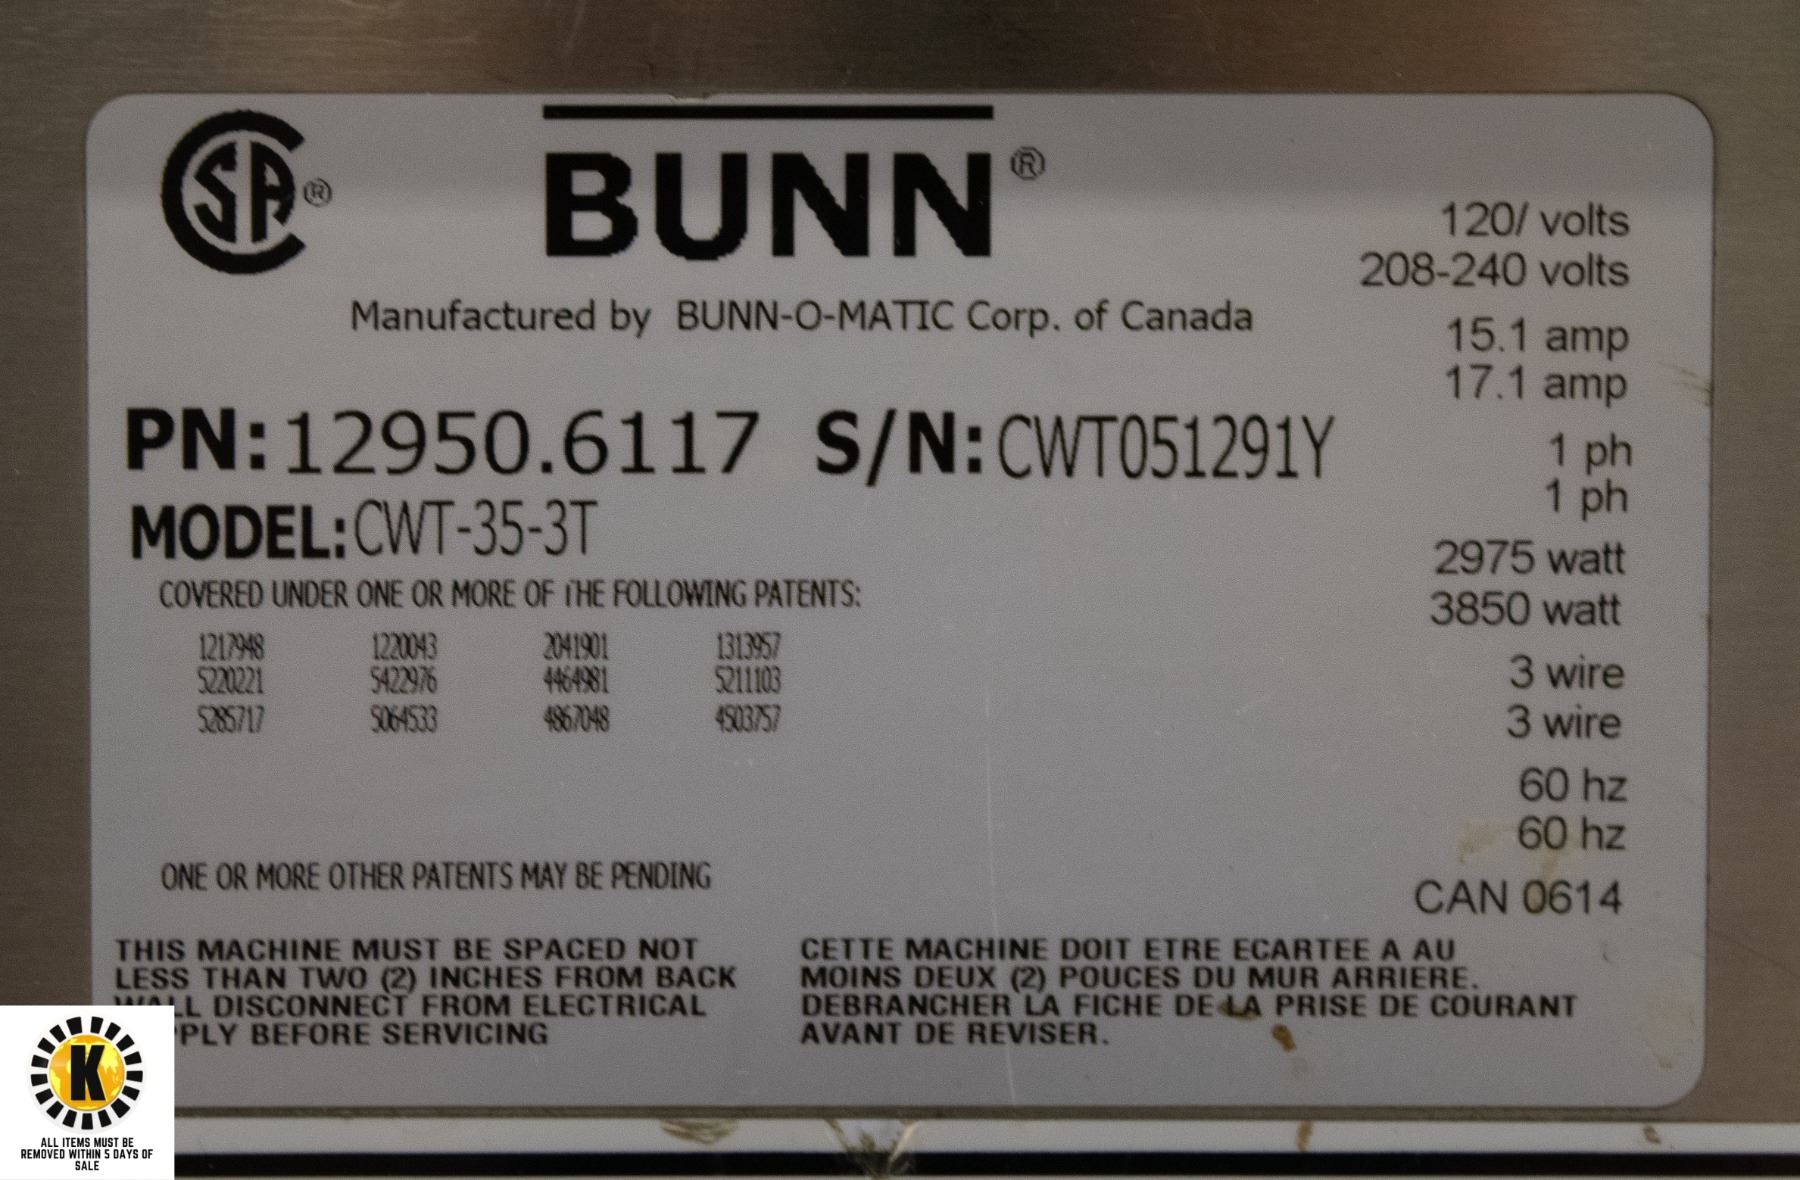 CSA®
BUNN®
120/ volts
208-240 volts
Manufactured by BUNN-O-MATIC Corp. of Canada
15.1 amp
17.1 amp
PN:12950.6117 S/N:CWT051291Y
1 ph
1 ph
MODEL:CWT-35-3T
2975 watt
3850 watt
COVERED UNDER ONE OR MORE OF THE FOLLOWING PATENTS:
1217948 1220043 2041901 1313957
5220221 5422976 4464981 5211103
5285717 5064533 4867048 4503757
3 wire
3 wire
60 hz
60 hz
ONE OR MORE OTHER PATENTS MAY BE PENDING
CAN 0614
THIS MACHINE MUST BE SPACED NOT
LESS THAN TWO (2) INCHES FROM BACK
WALL DISCONNECT FROM ELECTRICAL
PPLY BEFORE SERVICING
CETTE MACHINE DOIT ETRE ECARTEE A AU
MOINS DEUX (2) POUCES DU MUR ARRIERE.
DEBRANCHER LA FICHE DE LA PRISE DE COURANT
AVANT DE REVISER.
K
ALL ITEMS MUST BE
REMOVED WITHIN 5 DAYS OF
SALE